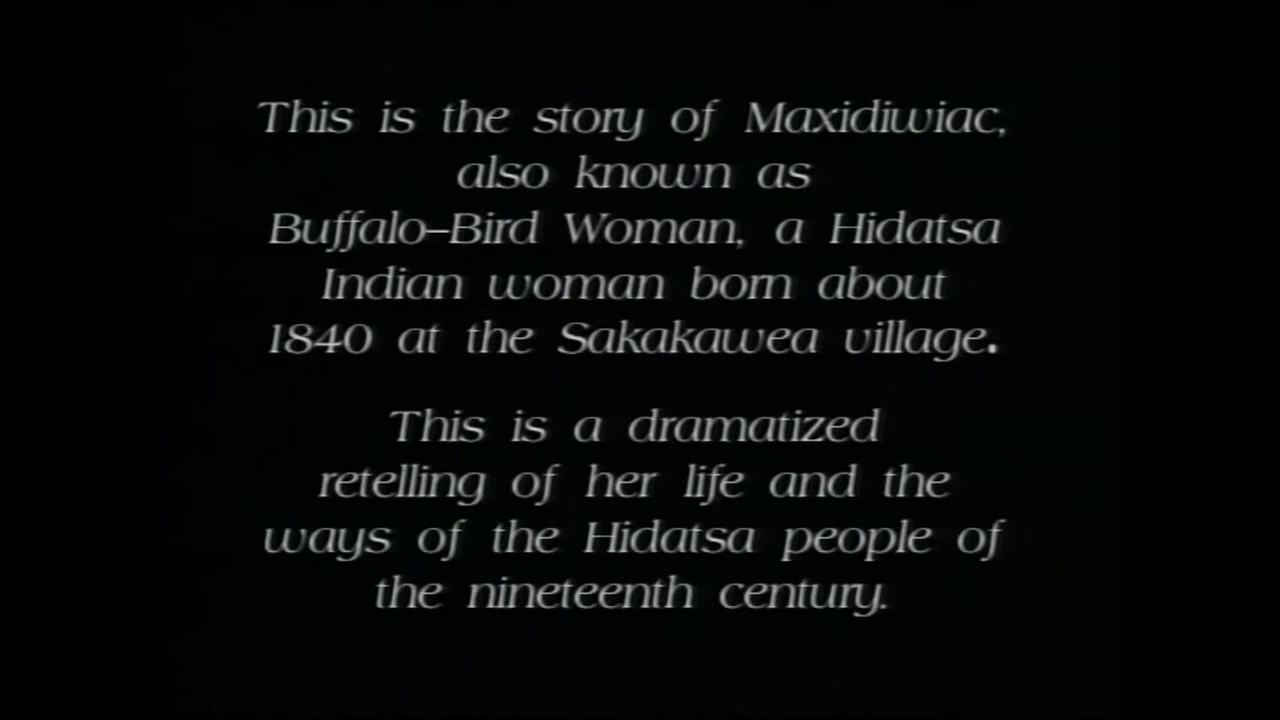 This is the story of Maxidiwiac,
also known as
Buffalo–Bird Woman, a Hidatsa
Indian woman born about
1840 at the Sakakawea village.
This is a dramatized
retelling of her life and the
ways of the Hidatsa people of
the nineteenth century.